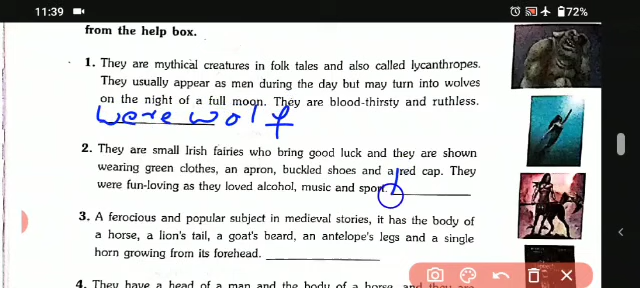 11:39
72%
from the help box.
1. They are mythical creatures in folk tales and also called lycanthropes.
They usually appear as men during the day but may turn into wolves
on the night of a full moon. They are blood-thirsty and ruthless.
werewolf
2. They are small Irish fairies who bring good luck and they are shown
wearing green clothes, an apron, buckled shoes and a red cap. They
were fun-loving as they loved alcohol, music and sport.
3. A ferocious and popular subject in medieval stories, it has the body of
a horse, a lion's tail, a goat's beard, an antelope's legs and a single
horn growing from its forehead.
4. They have a head of a man and the body of a horse, and they are